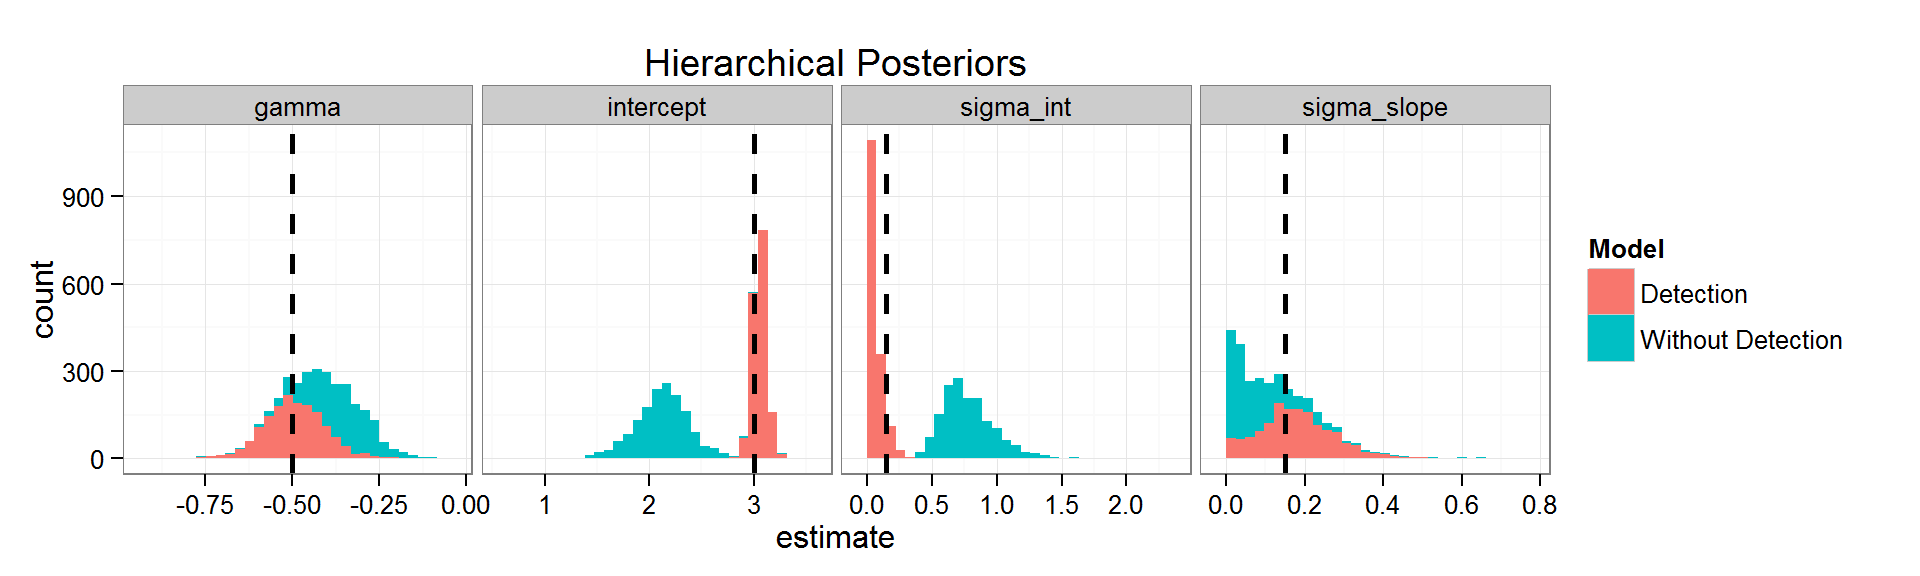 Hierarchical Posteriors
gamma
intercept
sigma_int
sigma_slope
count
900
600
300
0
-0.75 -0.50 -0.25 0.00
1 2 3
0.0 0.5 1.0 1.5 2.0
0.0 0.2 0.4 0.6 0.8
estimate
Model
Detection
Without Detection